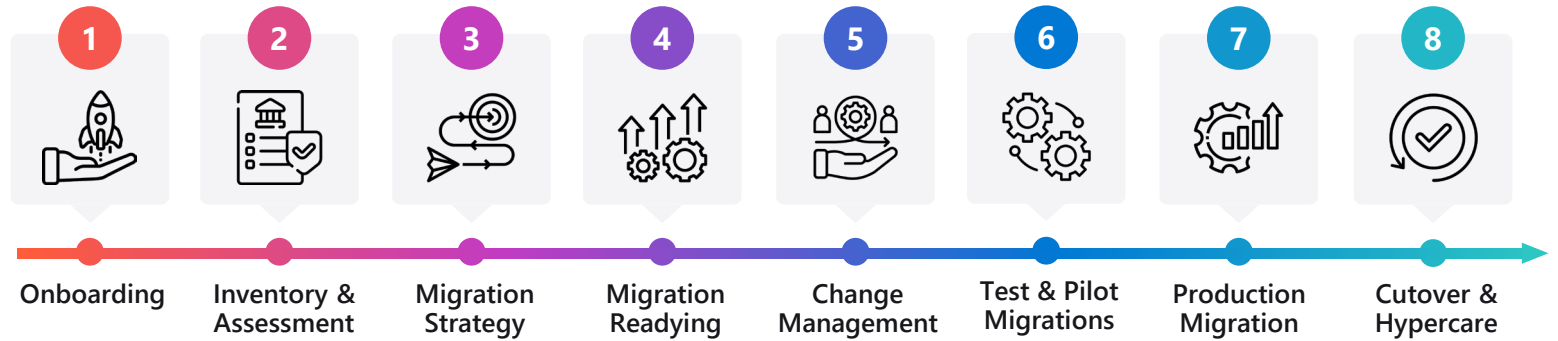 1
2
3
4
5
6
7
8
Onboarding
Inventory &
Assessment
Migration
Strategy
Migration
Readying
Change
Management
Test & Pilot
Migrations
Production
Migration
Cutover &
Hypercare